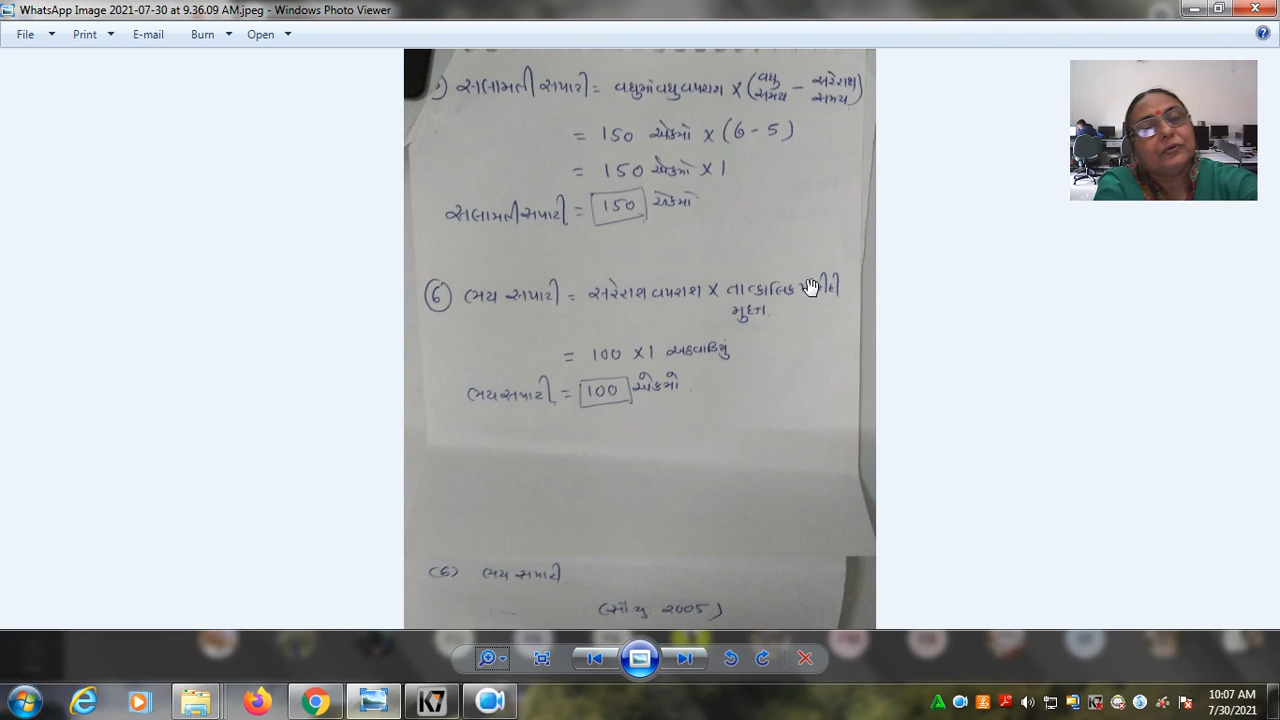 WhatsApp Image 2021-07-30 at 9.36.09 AM.jpeg - Windows Photo Viewer
File Print E-mail Burn Open
સલામતી સપાટી = વધુમાં વધુ વપરાશ × (વધુ સમય – સરેરાશ સમય)
= 150 એકમો × (6 - 5)
= 150 એકમો × 1
સલામતી સપાટી = 150 એકમો
6 ભય સપાટી = સરેરાશ વપરાશ × તાત્કાલિક
મુદ્દત
= 100 × 1 અઠવાડિયું
ભયસપાટી = 100 એકમો.
(6) ભય સપાટી
(સૌ.યુ. 2005)
K7
10:07 AM
7/30/2021